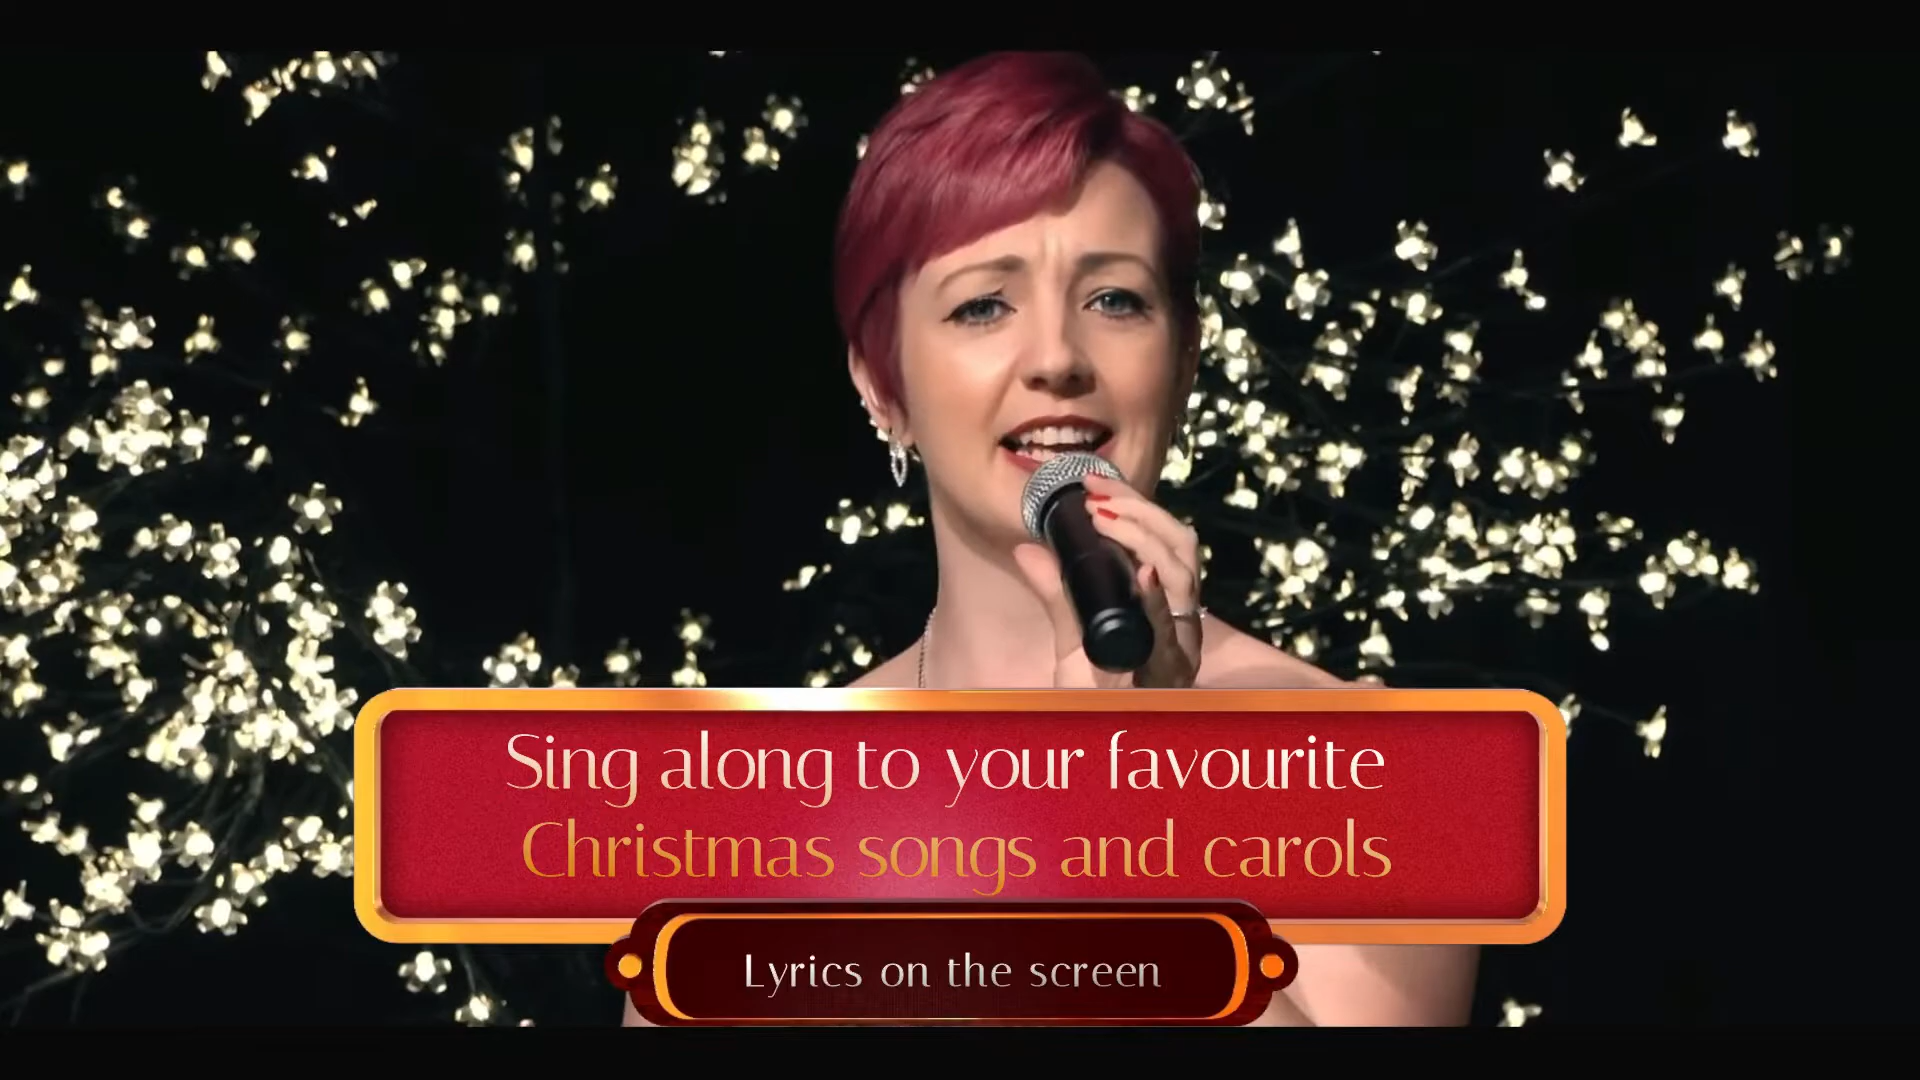 Sing along to your favourite
Christmas songs and carols
Lyrics on the screen